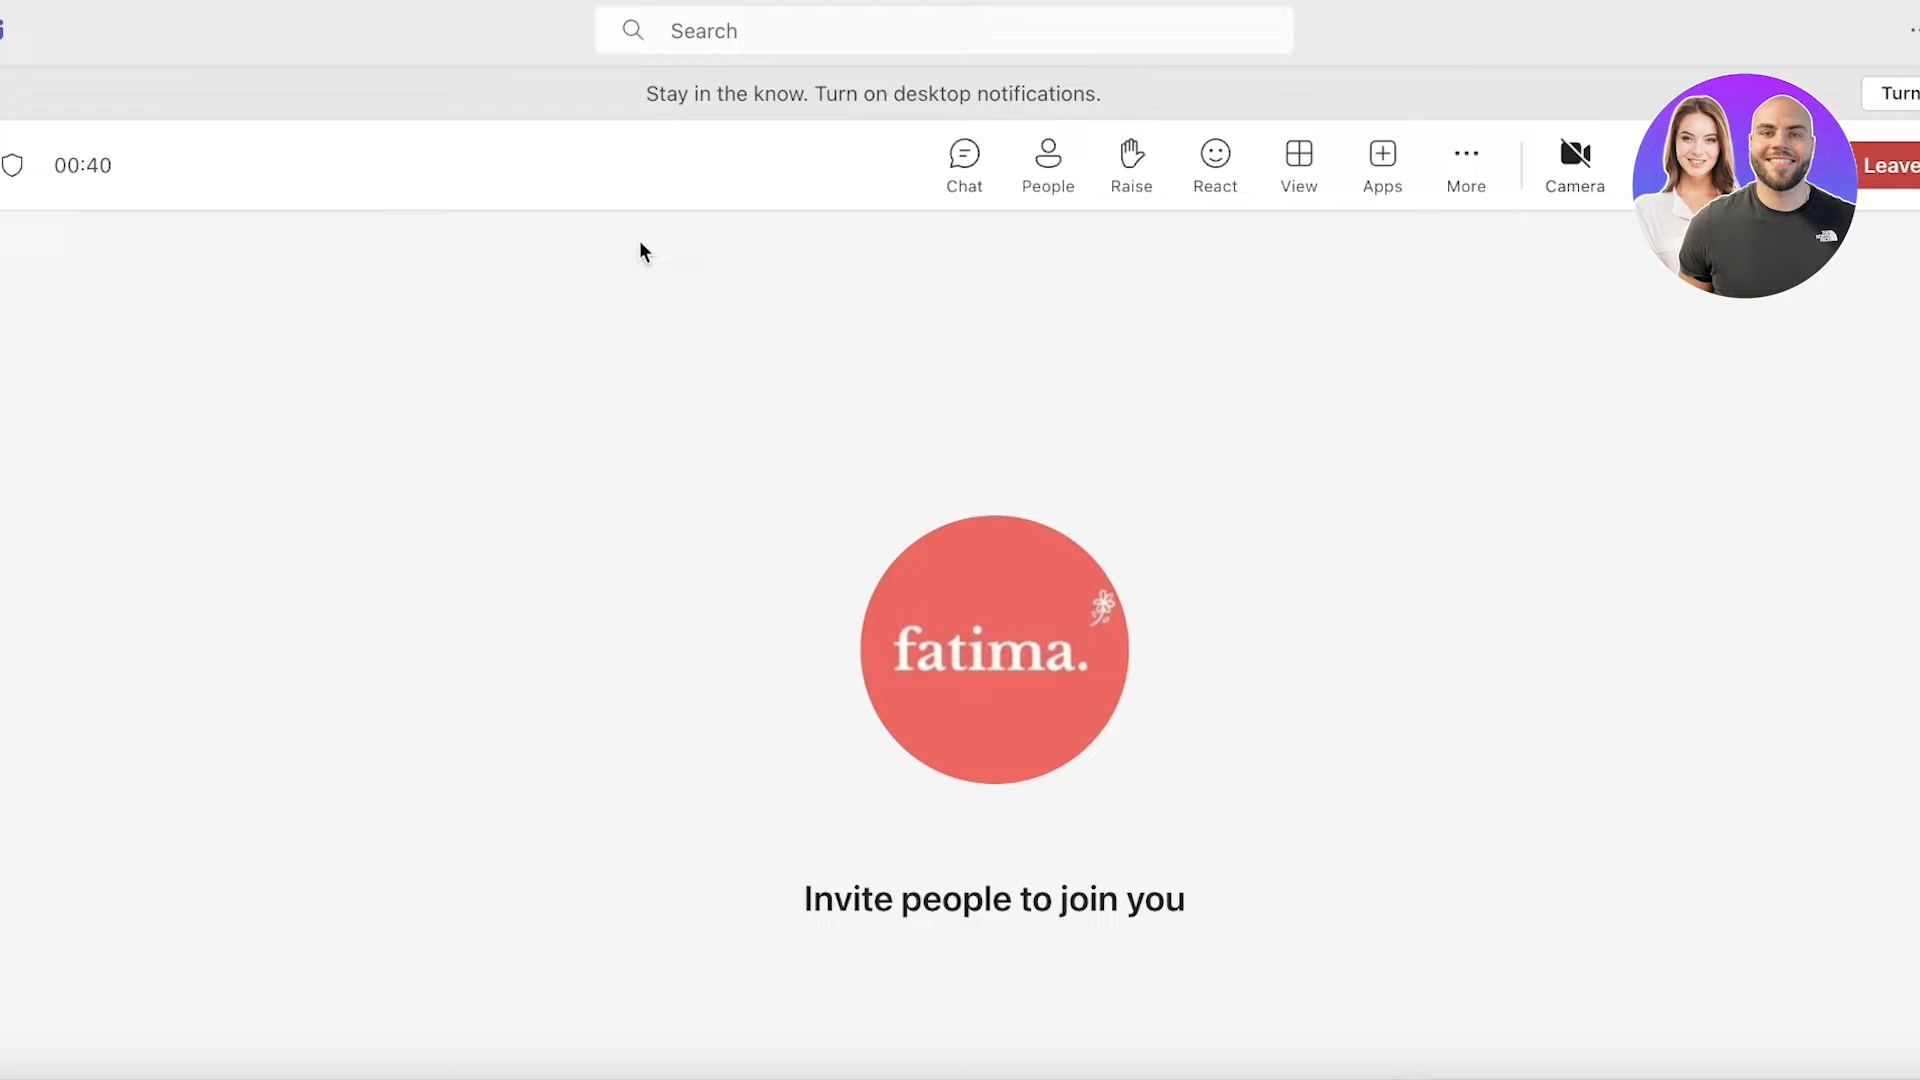 Search
Stay in the know. Turn on desktop notifications.
Turn
00:40
Chat
People
Raise
React
View
Apps
More
Camera
Leave
fatima.
Invite people to join you